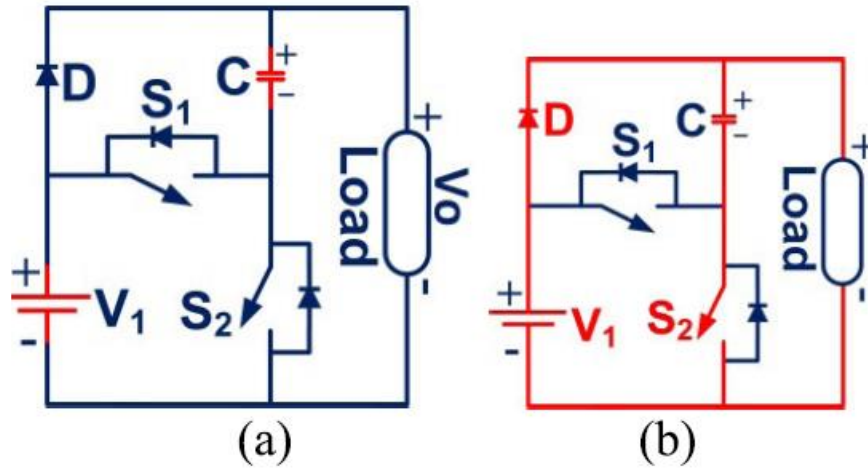 D
C
+
-
S1
+
V1
-
S2
Load
+
Vo
-
(a)
D
C
+
-
S1
+
V1
-
S2
Load
+
-
(b)